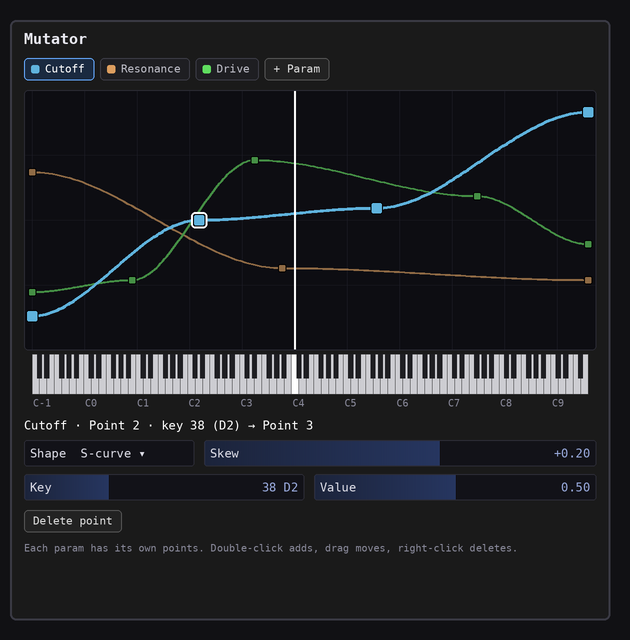 Mutator
Cutoff Resonance Drive + Param
C-1 C0 C1 C2 C3 C4 C5 C6 C7 C8 C9
Cutoff · Point 2 · key 38 (D2) → Point 3
Shape S-curve ▾ Skew +0.20
Key 38 D2 Value 0.50
Delete point
Each param has its own points. Double-click adds, drag moves, right-click deletes.